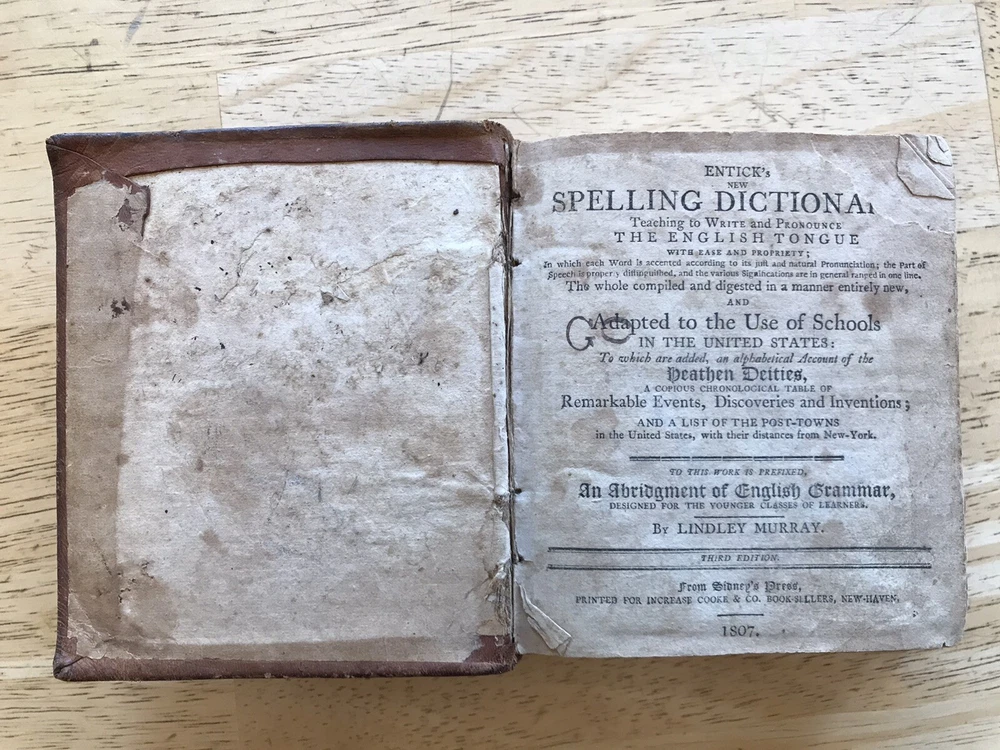 ENTICK's
NEW
SPELLING DICTIONA
Teaching to WRITE and PRONOUNCE
THE ENGLISH TONGUE
WITH EASE AND PROPRIETY;
In which each Word is accented according to its just and natural Pronunciation; the Part of
Speech is properly distinguished, and the various Significations are in general ranged in one line.
The whole compiled and digested in a manner entirely new,
AND
Adapted to the Use of Schools
IN THE UNITED STATES:
To which are added, an alphabetical Account of the
Heathen Deities,
A COPIOUS CHRONOLOGICAL TABLE OF
Remarkable Events, Discoveries and Inventions;
AND A LIST OF THE POST-TOWNS
in the United States, with their distances from New-York.
TO THIS WORK IS PREFIXED,
An Abridgment of English Grammar,
DESIGNED FOR THE YOUNGER CLASSES OF LEARNERS.
By LINDLEY MURRAY.
THIRD EDITION.
From Sidney's Press,
PRINTED FOR INCREASE COOKE & CO. BOOK-SELLERS, NEW-HAVEN,
1807.